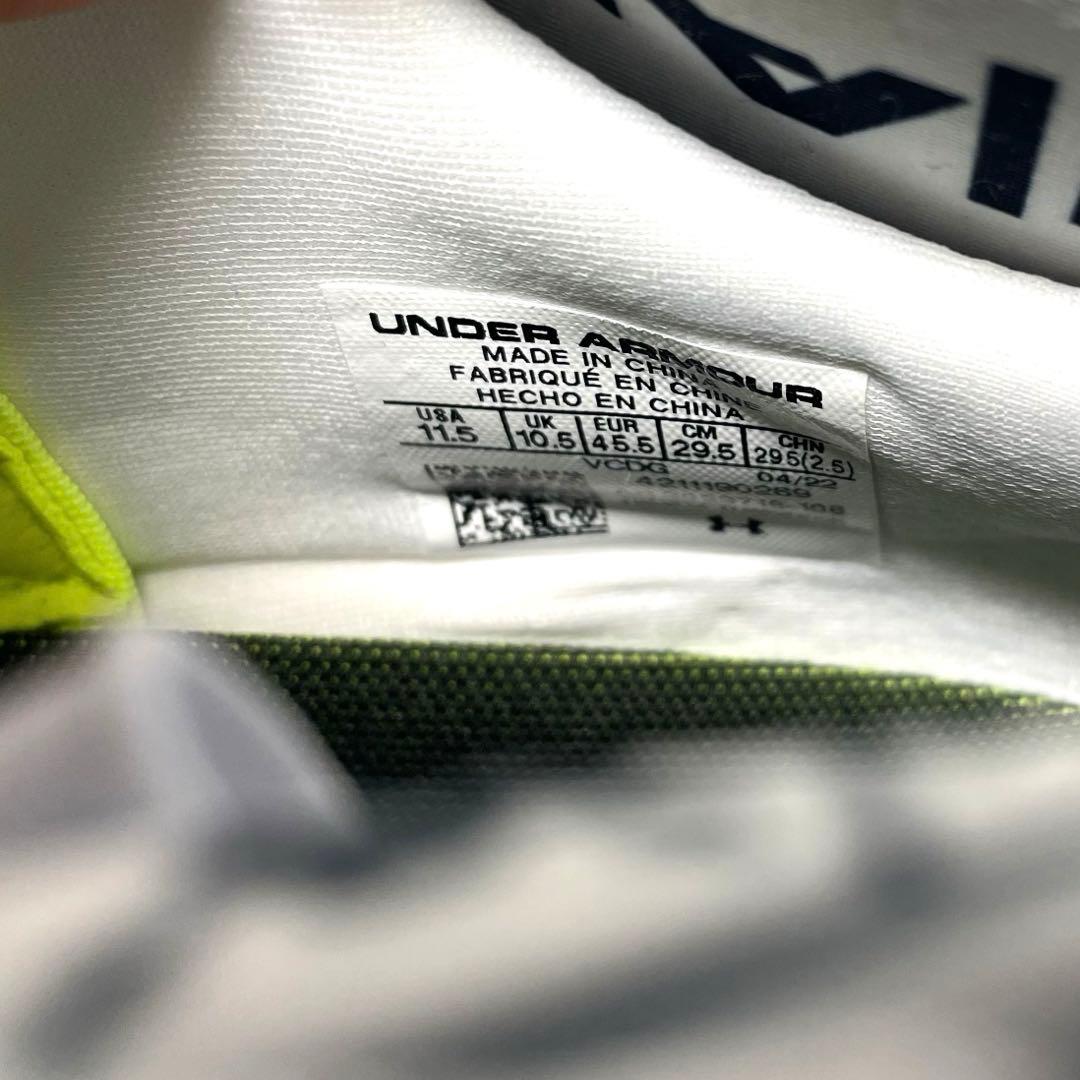 UNDER ARMOUR
MADE IN CHINA
FABRIQUÉ EN CHINE
HECHO EN CHINA
USA UK EUR CM CHN
11.5 10.5 45.5 29.5 295(2.5)
VCDG 04/22
4211190269